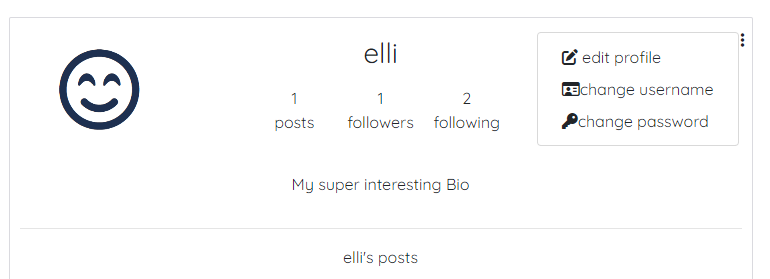 elli
1 1 2
posts followers following
edit profile
change username
change password
My super interesting Bio
elli's posts